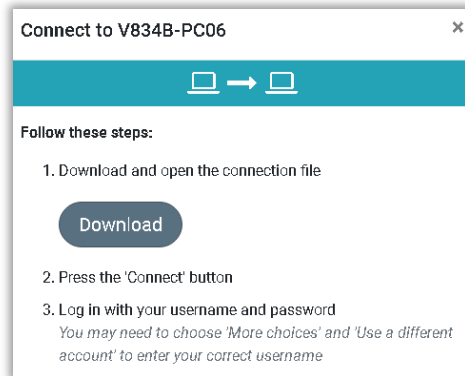 Connect to V834B-PC06
×
Follow these steps:
1. Download and open the connection file
Download
2. Press the 'Connect' button
3. Log in with your username and password
You may need to choose 'More choices' and 'Use a different
account' to enter your correct username